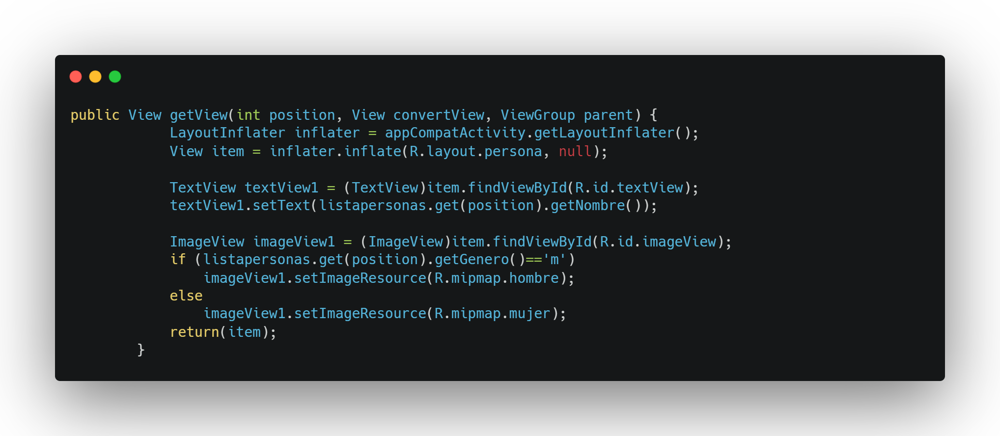 public View getView(int position, View convertView, ViewGroup parent) {
            LayoutInflater inflater = appCompatActivity.getLayoutInflater();
            View item = inflater.inflate(R.layout.persona, null);

            TextView textView1 = (TextView)item.findViewById(R.id.textView);
            textView1.setText(listapersonas.get(position).getNombre());

            ImageView imageView1 = (ImageView)item.findViewById(R.id.imageView);
            if (listapersonas.get(position).getGenero()=='m')
                imageView1.setImageResource(R.mipmap.hombre);
            else
                imageView1.setImageResource(R.mipmap.mujer);
            return(item);
        }